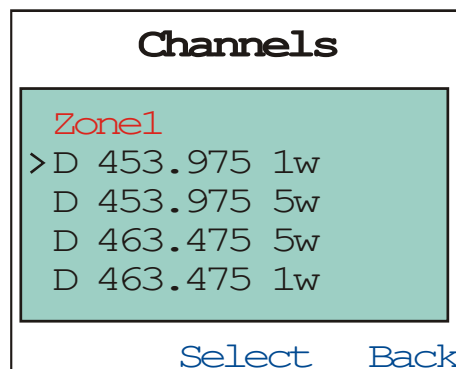 Channels
Zone1
>D 453.975 1w
D 453.975 5w
D 463.475 5w
D 463.475 1w
Select Back